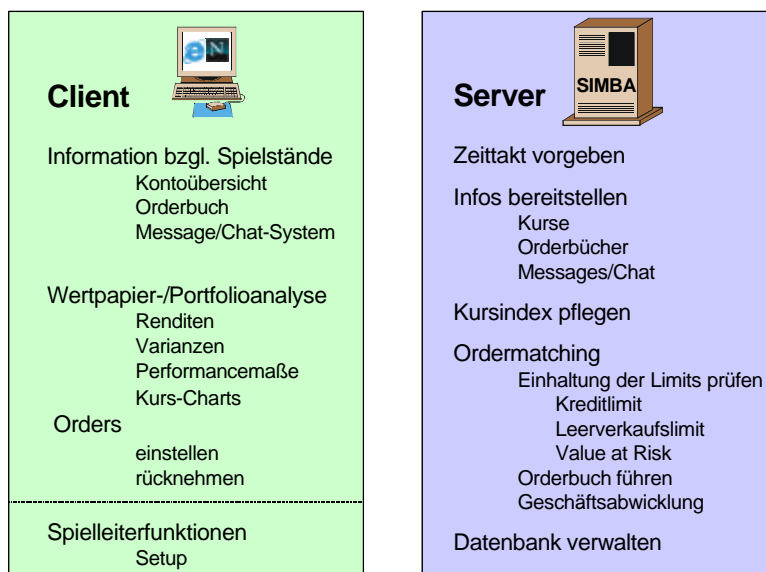 Client
Information bzgl. Spielstände
Kontoübersicht
Orderbuch
Message/Chat-System
Wertpapier-/Portfolioanalyse
Renditen
Varianzen
Performancemaße
Kurs-Charts
Orders
einstellen
rücknehmen
Spielleiterfunktionen
Setup
SIMBA
Server
Zeittakt vorgeben
Infos bereitstellen
Kurse
Orderbücher
Messages/Chat
Kursindex pflegen
Ordermatching
Einhaltung der Limits prüfen
Kreditlimit
Leerverkaufslimit
Value at Risk
Orderbuch führen
Geschäftsabwicklung
Datenbank verwalten